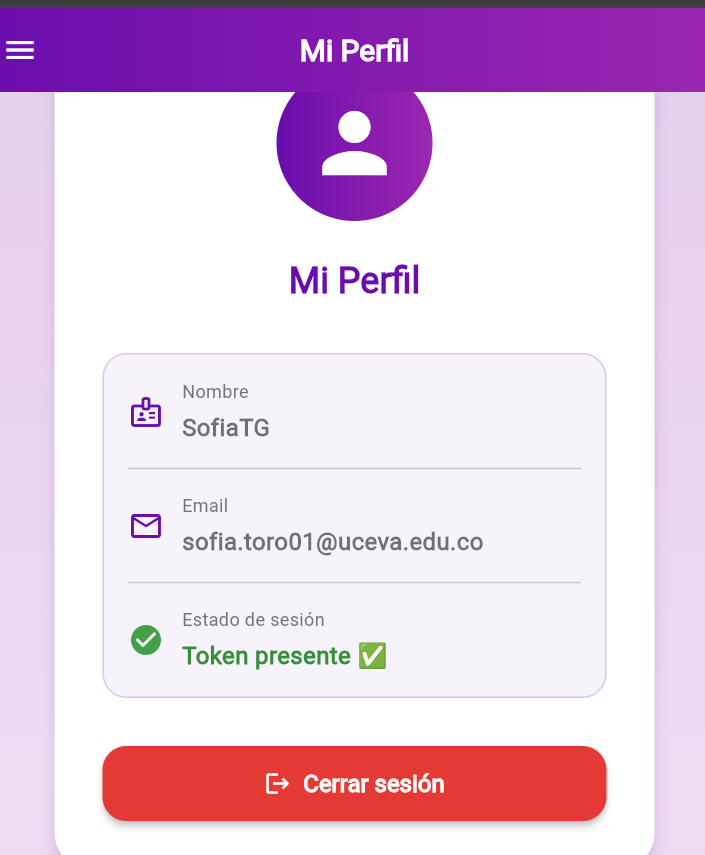 Mi Perfil
Mi Perfil
Nombre
SofiaTG
Email
sofia.toro01@uceva.edu.co
Estado de sesión
Token presente ✅
Cerrar sesión